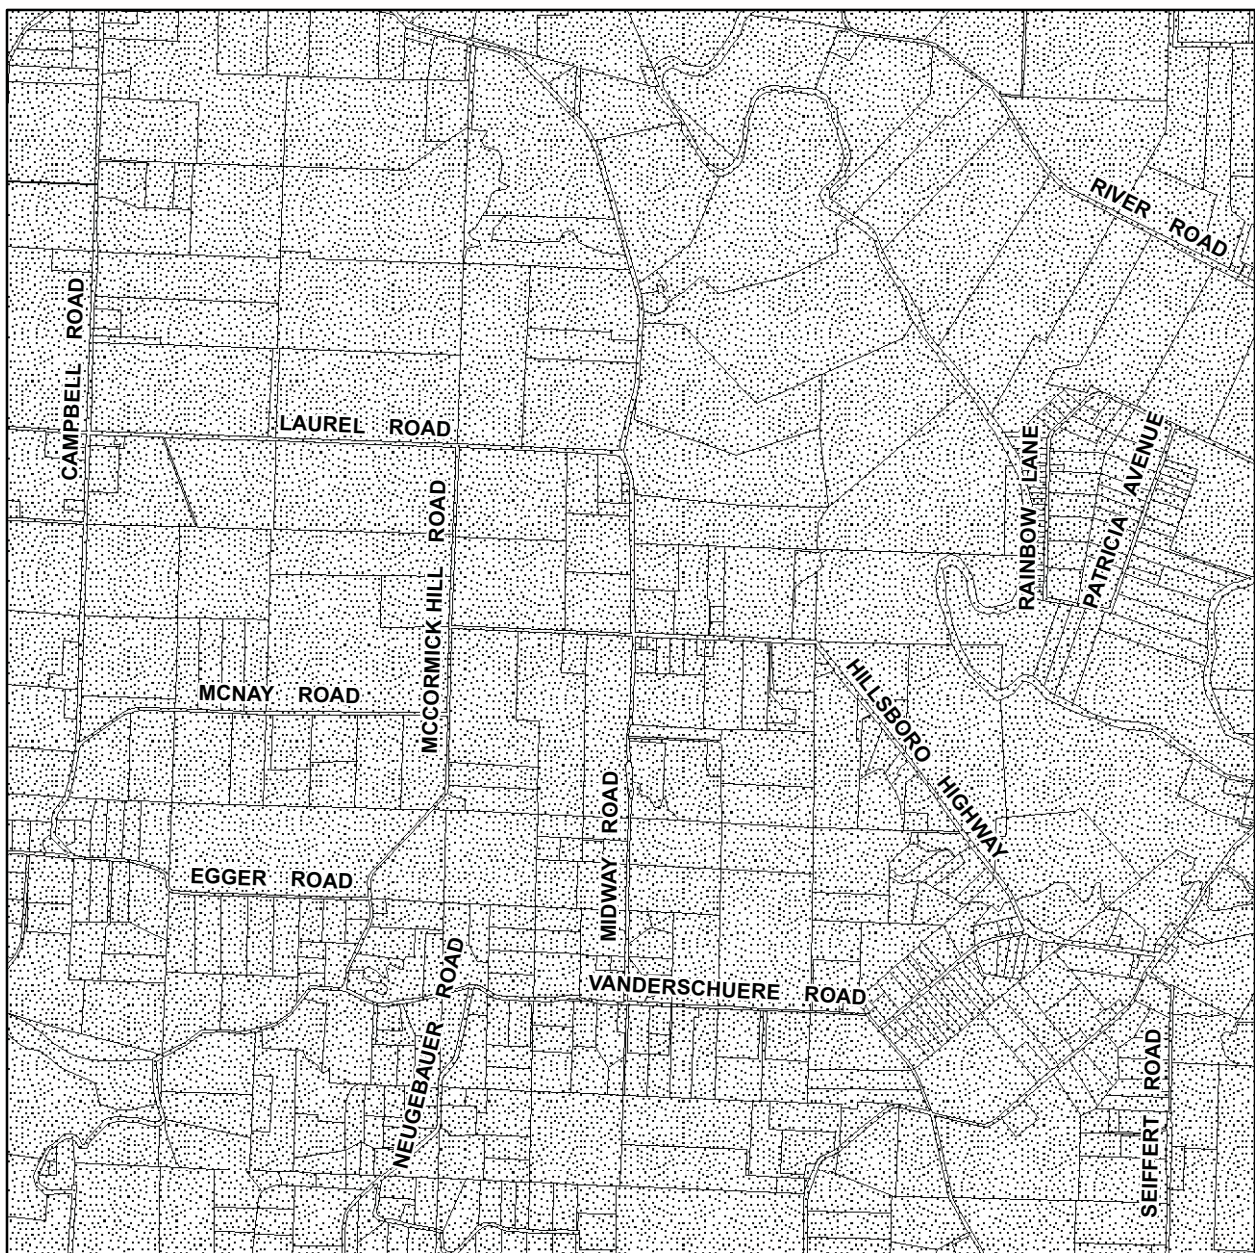 RIVER ROAD
CAMPBELL ROAD
LAUREL ROAD
RAINBOW LANE
PATRICIA AVENUE
MCCORMICK HILL ROAD
MCNAY ROAD
HILLSBORO HIGHWAY
MIDWAY ROAD
EGGER ROAD
NEUGEBAUER ROAD
VANDERSCHUERE ROAD
SEIFFERT ROAD